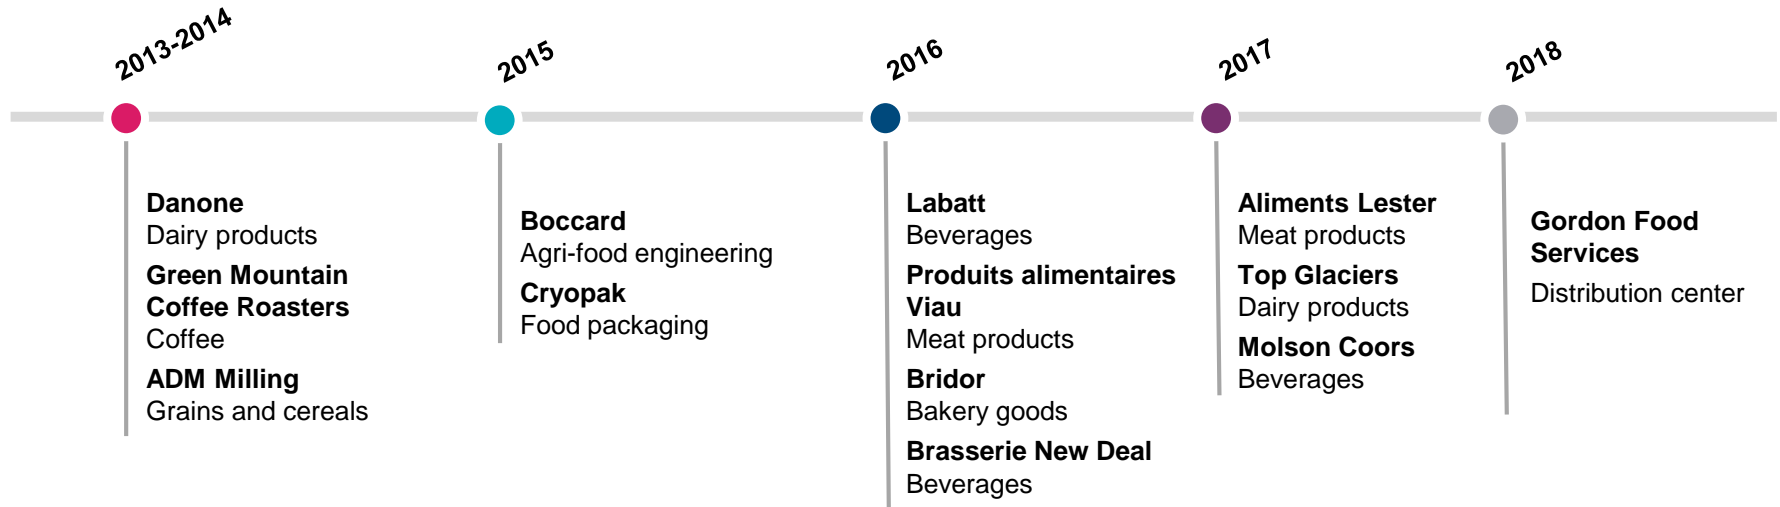 2013-2014
Danone
Dairy products
Green Mountain
Coffee Roasters
Coffee
ADM Milling
Grains and cereals
2015
Boccard
Agri-food engineering
Cryopak
Food packaging
2016
Labatt
Beverages
Produits alimentaires
Viau
Meat products
Bridor
Bakery goods
Brasserie New Deal
Beverages
2017
Aliments Lester
Meat products
Top Glaciers
Dairy products
Molson Coors
Beverages
2018
Gordon Food
Services
Distribution center